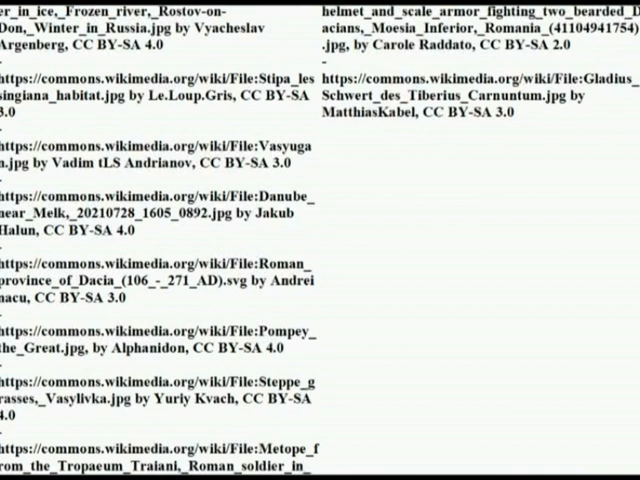 er_in_ice,_Frozen_river,_Rostov-on-
Don,_Winter_in_Russia.jpg by Vyacheslav
Argenberg, CC BY-SA 4.0
-
https://commons.wikimedia.org/wiki/File:Stipa_les
singiana_habitat.jpg by Le.Loup.Gris, CC BY-SA
3.0
-
https://commons.wikimedia.org/wiki/File:Vasyuga
n.jpg by Vadim tLS Andrianov, CC BY-SA 3.0
-
https://commons.wikimedia.org/wiki/File:Danube_
near_Melk,_20210728_1605_0892.jpg by Jakub
Halun, CC BY-SA 4.0
-
https://commons.wikimedia.org/wiki/File:Roman_
province_of_Dacia_(106_-_271_AD).svg by Andrei
nacu, CC BY-SA 3.0
-
https://commons.wikimedia.org/wiki/File:Pompey_
the_Great.jpg, by Alphanidon, CC BY-SA 4.0
-
https://commons.wikimedia.org/wiki/File:Steppe_g
rasses,_Vasylivka.jpg by Yuriy Kvach, CC BY-SA
4.0
-
https://commons.wikimedia.org/wiki/File:Metope_f
rom_the_Tropaeum_Traiani,_Roman_soldier_in_
helmet_and_scale_armor_fighting_two_bearded_D
acians,_Moesia_Inferior,_Romania_(41104941754)
.jpg, by Carole Raddato, CC BY-SA 2.0
-
https://commons.wikimedia.org/wiki/File:Gladius_
Schwert_des_Tiberius_Carnuntum.jpg by
MatthiasKabel, CC BY-SA 3.0